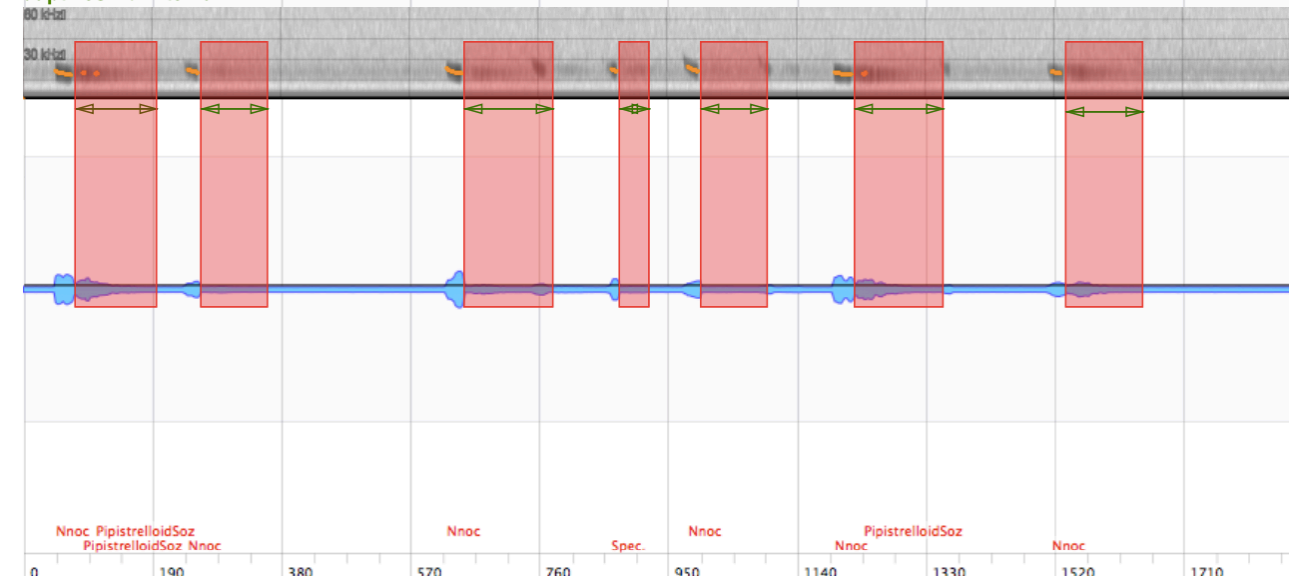 80 kHz
30 kHz
Nnoc PipistrelloidSoz Nnoc Nnoc PipistrelloidSoz
PipistrelloidSoz Nnoc Spec. Nnoc Nnoc
0 190 380 570 760 950 1140 1330 1520 1710